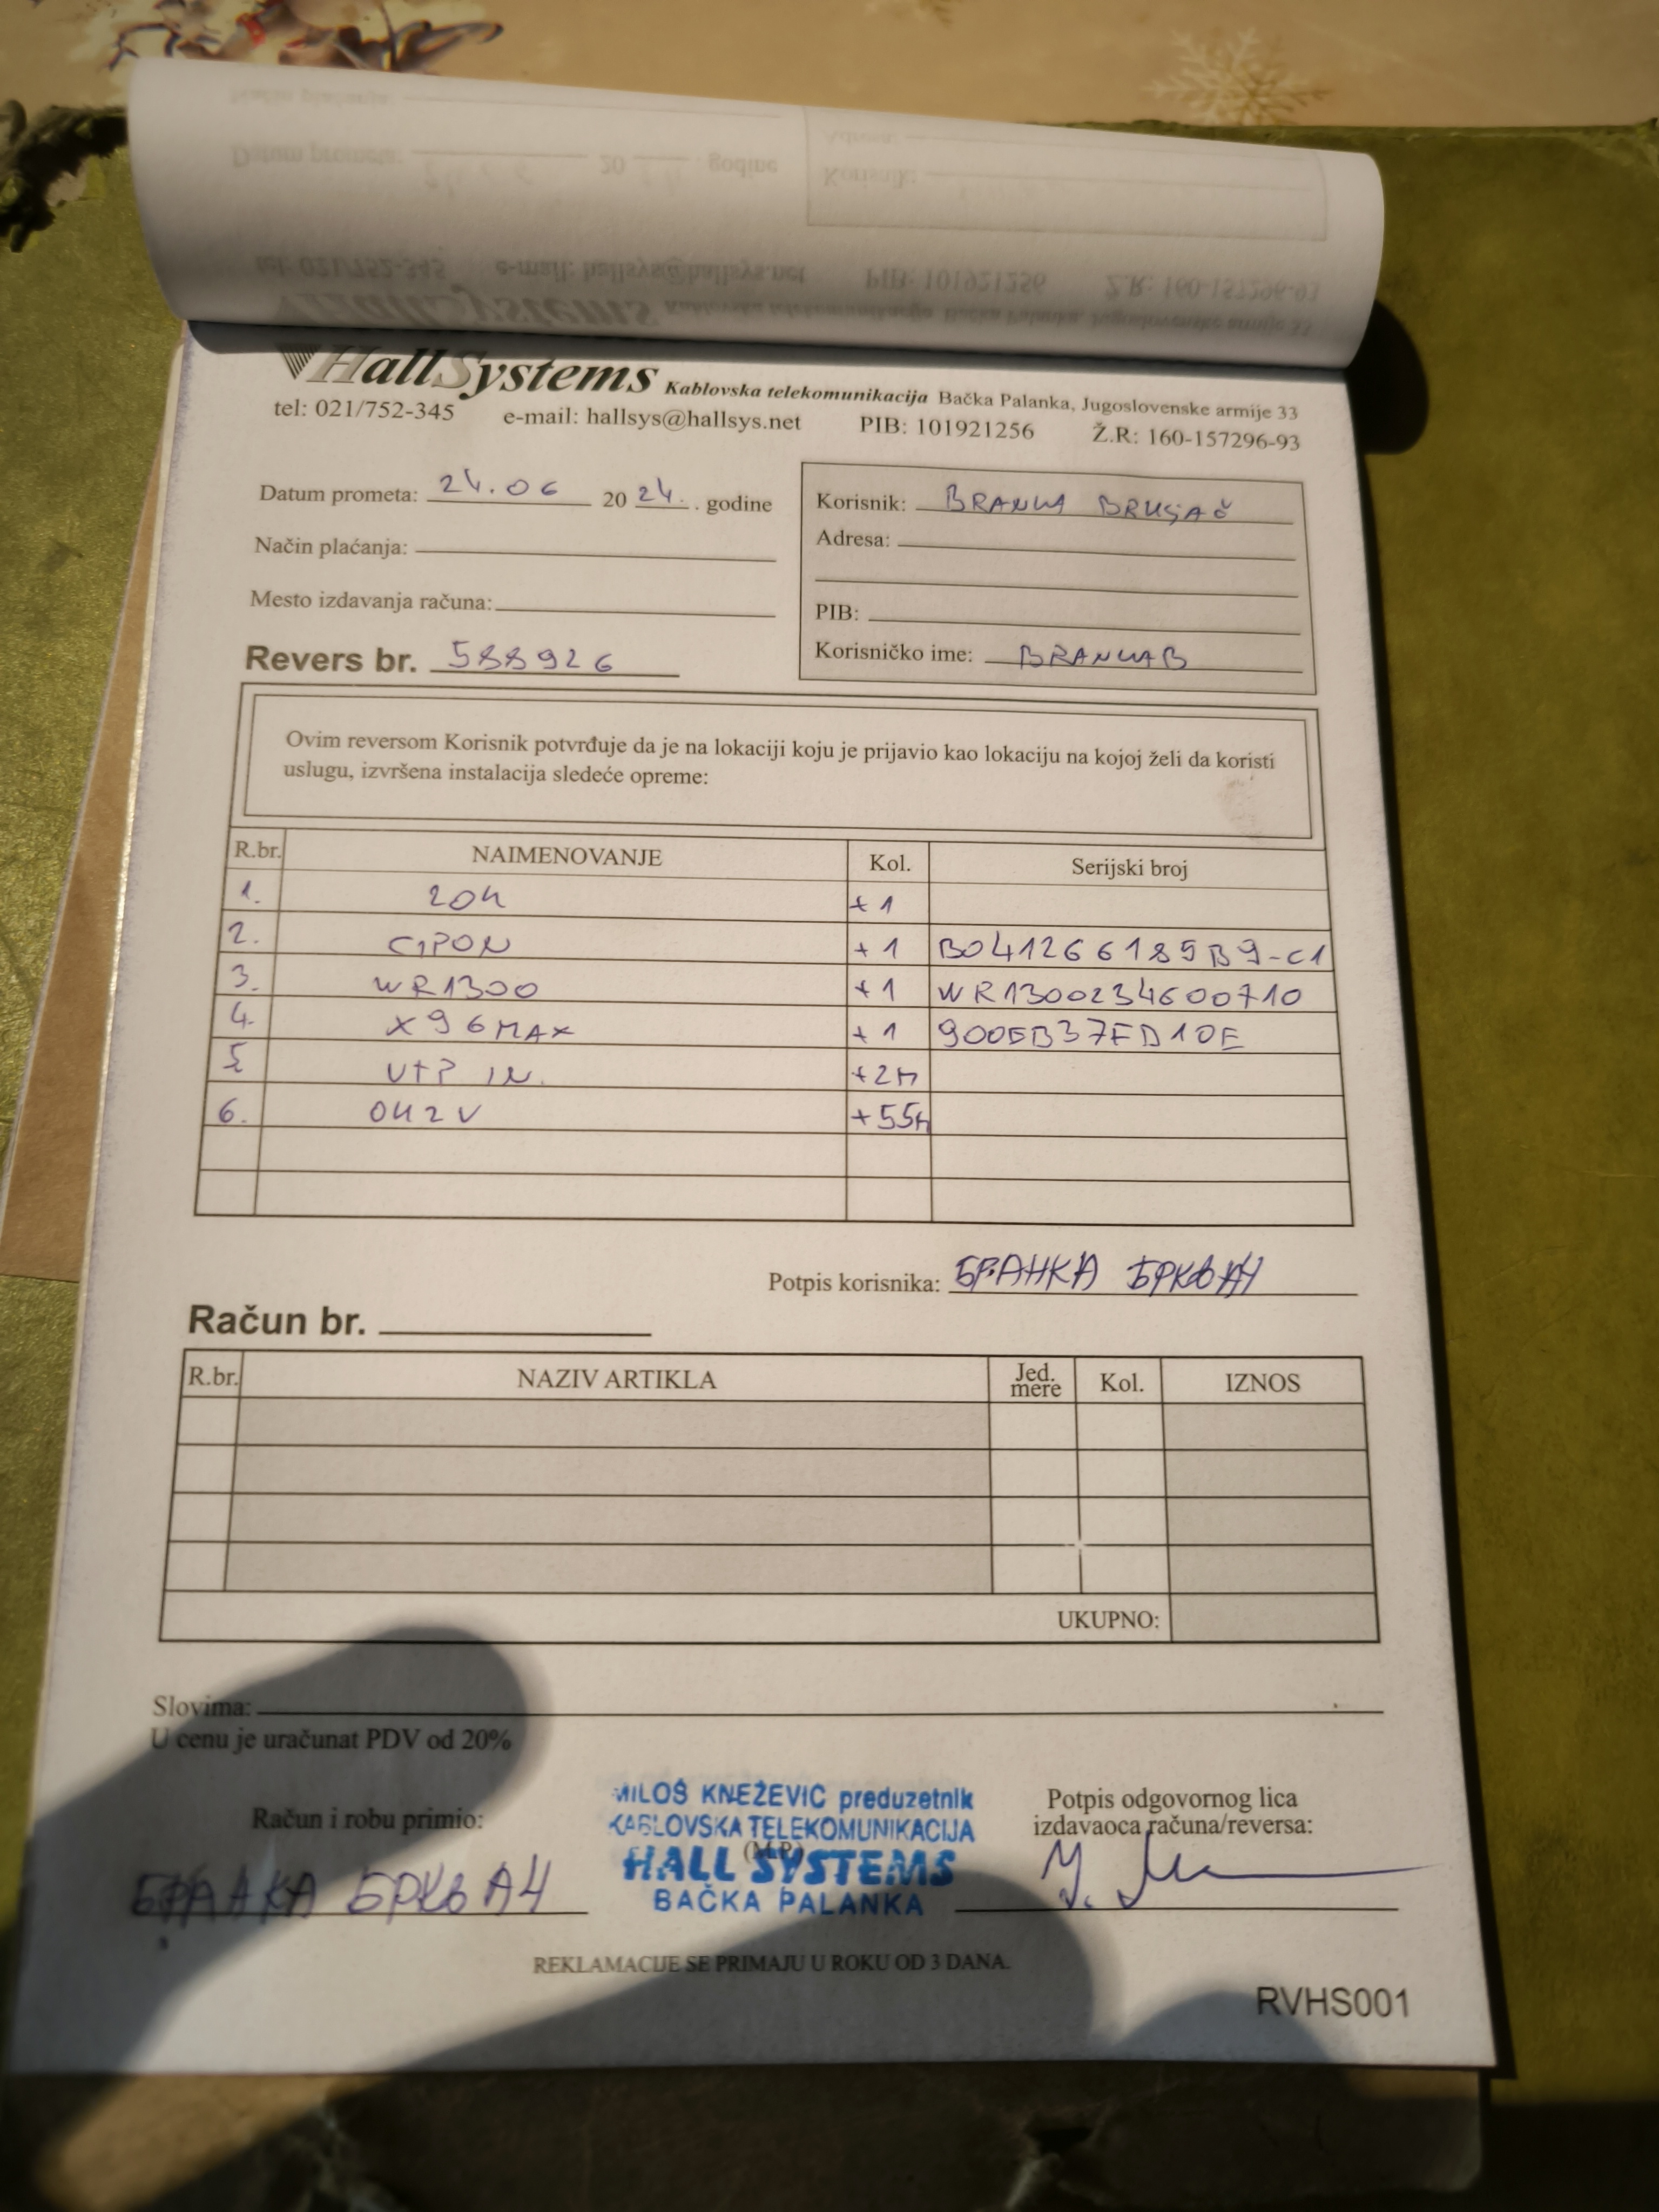 HallSystems Kablovska telekomunikacija Bačka Palanka, Jugoslovenske armije 33
tel: 021/752-345 e-mail: hallsys@hallsys.net PIB: 101921256 Ž.R: 160-157296-93
Datum prometa: 24.06 20 24. . godine
Način plaćanja:
Mesto izdavanja računa:
Revers br. 588926
Korisnik: BRANKA
Adresa:
PIB:
Korisničko ime: BRANKAB
Ovim reversom Korisnik potvrđuje da je na lokaciji koju je prijavio kao lokaciju na kojoj želi da koristi
uslugu, izvršena instalacija sledeće opreme:
R.br. NAIMENOVANJE Kol. Serijski broj
1. ZOK +1
2. GPON +1 B041266185B9-C1
3. WR1300 +1 WR1300234600710
4. X96MAX +1 900EB37FD10E
5 UTP IN. +2M
6. OK2V +55M
Potpis korisnika: БРАНКА БРКЉАЧ
Račun br.
R.br. NAZIV ARTIKLA Jed. mere Kol. IZNOS
UKUPNO:
Slovima:
U cenu je uračunat PDV od 20%
Račun i robu primio:
БРАНКА БРКЉАЧ
MILOŠ KNEŽEVIĆ preduzetnik
KABLOVSKA TELEKOMUNIKACIJA
(M.P.)
HALL SYSTEMS
BAČKA PALANKA
Potpis odgovornog lica
izdavaoca računa/reversa:
REKLAMACIJE SE PRIMAJU U ROKU OD 3 DANA.
RVHS001